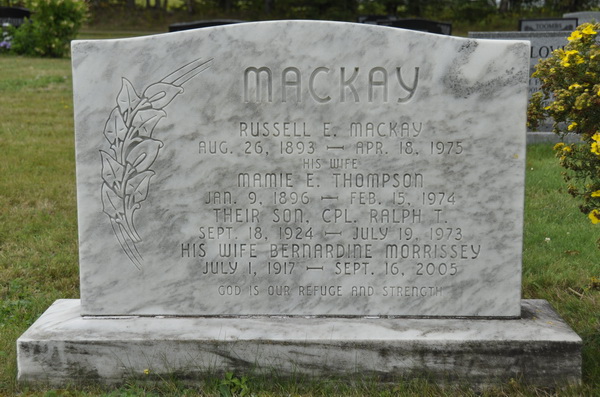 MACKAY
RUSSELL E. MACKAY
AUG. 26, 1893 — APR. 18, 1975
HIS WIFE
MAMIE E. THOMPSON
JAN. 9, 1896 — FEB. 15, 1974
THEIR SON, CPL. RALPH T.
SEPT. 18, 1924 — JULY 19, 1973
HIS WIFE BERNARDINE MORRISSEY
JULY 1, 1917 — SEPT. 16, 2005
GOD IS OUR REFUGE AND STRENGTH